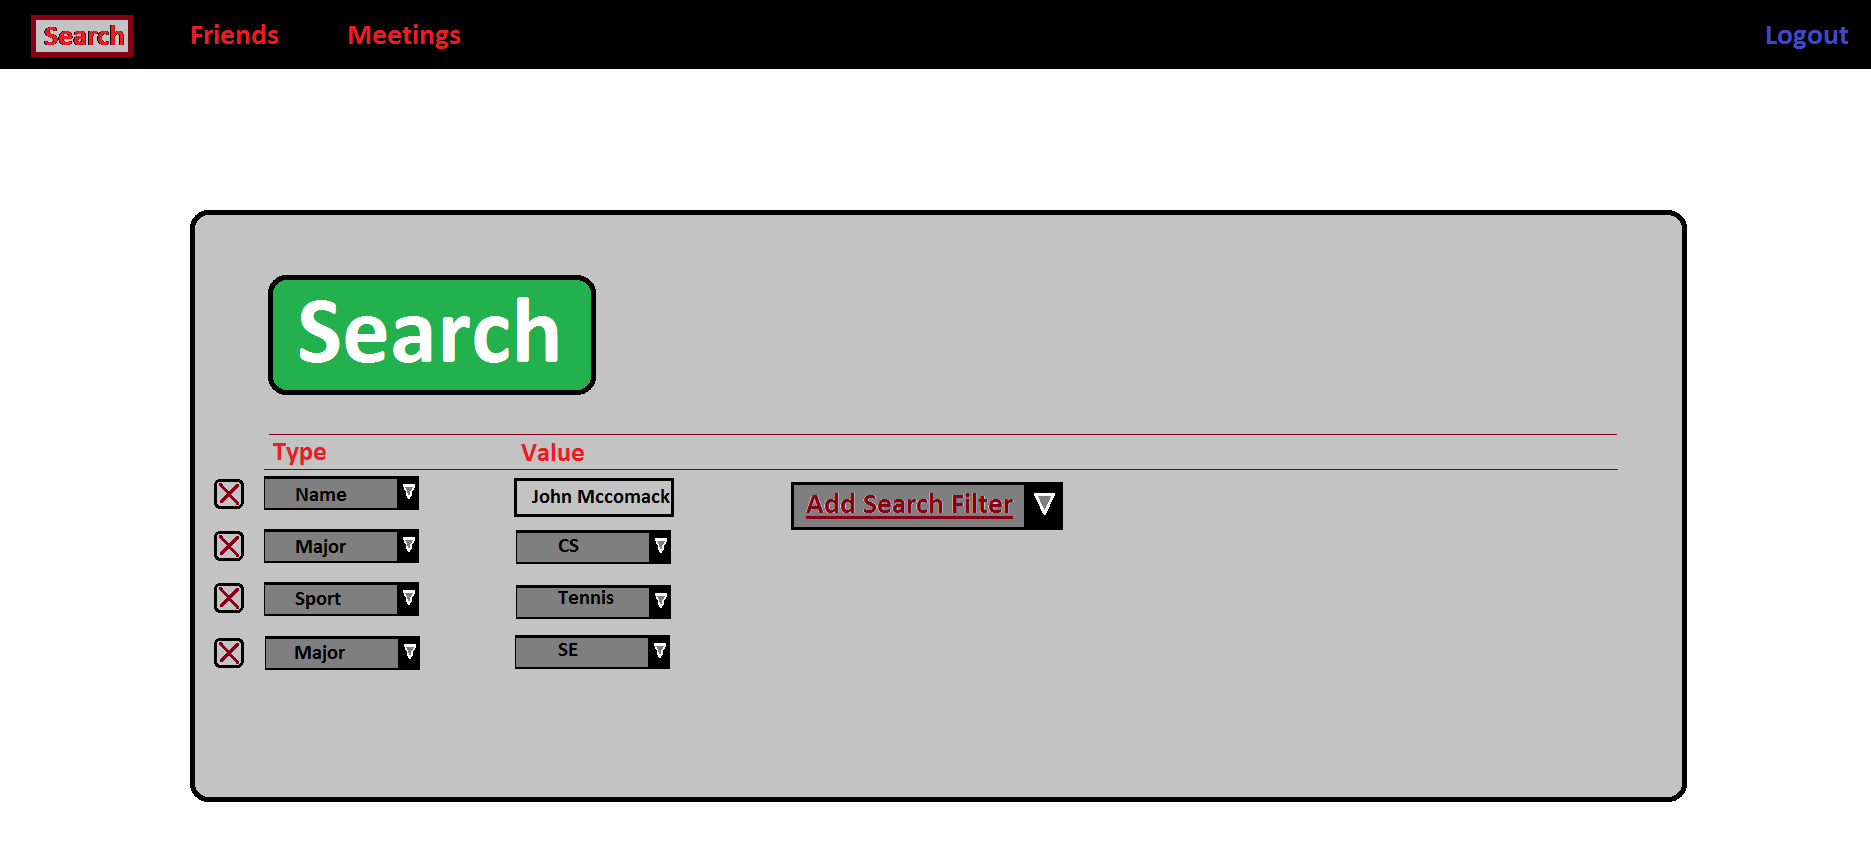 Search Friends Meetings Logout
Search
Type Value
Name John Mccomack Add Search Filter
Major CS
Sport Tennis
Major SE